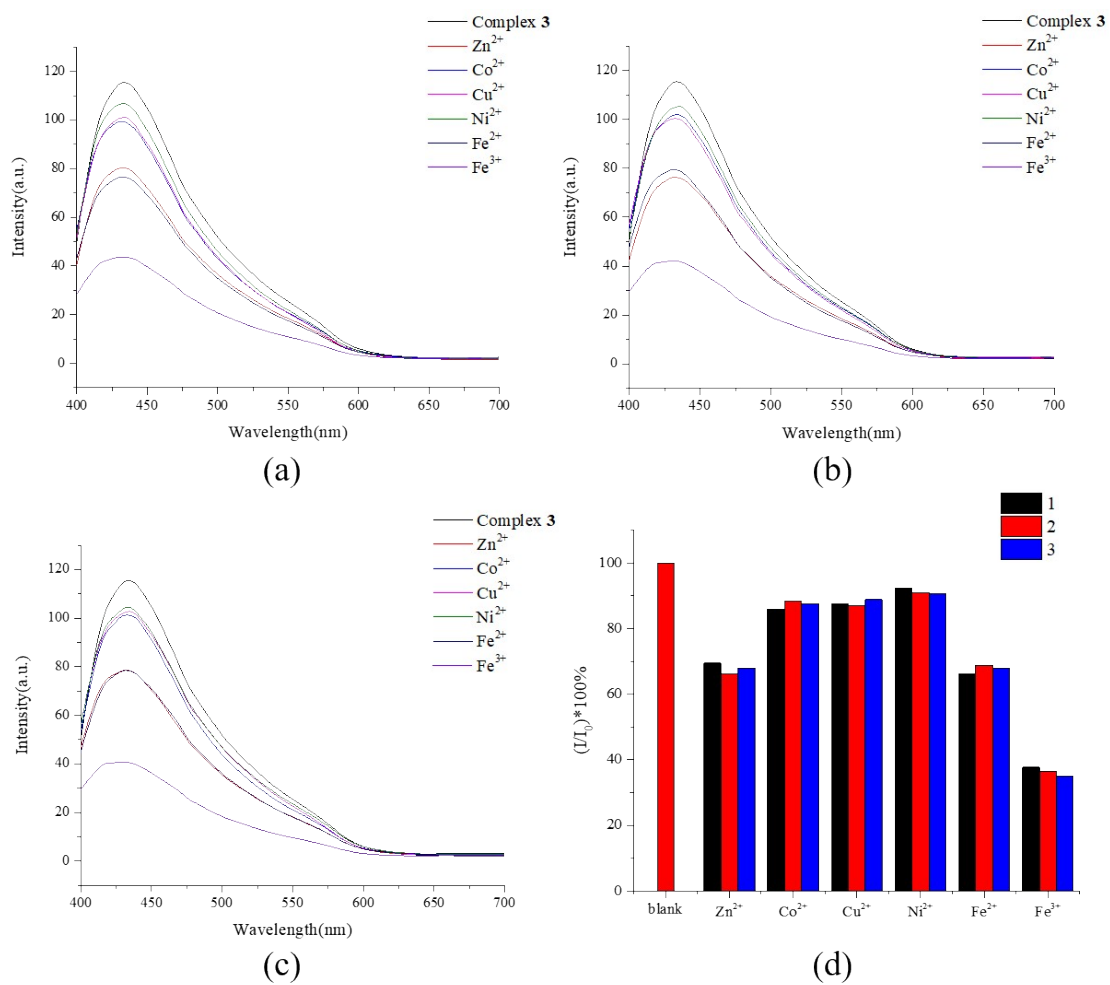 Complex 3
Zn²⁺
Co²⁺
Cu²⁺
Ni²⁺
Fe²⁺
Fe³⁺
120
100
80
60
40
20
0
Intensity(a.u.)
400 450 500 550 600 650 700
Wavelength(nm)
(a)
Complex 3
Zn²⁺
Co²⁺
Cu²⁺
Ni²⁺
Fe²⁺
Fe³⁺
120
100
80
60
40
20
0
Intensity(a.u.)
400 450 500 550 600 650 700
Wavelength(nm)
(b)
Complex 3
Zn²⁺
Co²⁺
Cu²⁺
Ni²⁺
Fe²⁺
Fe³⁺
120
100
80
60
40
20
0
Intensity(a.u.)
400 450 500 550 600 650 700
Wavelength(nm)
(c)
1
2
3
100
80
60
40
20
0
(I/I₀)*100%
blank Zn²⁺ Co²⁺ Cu²⁺ Ni²⁺ Fe²⁺ Fe³⁺
(d)